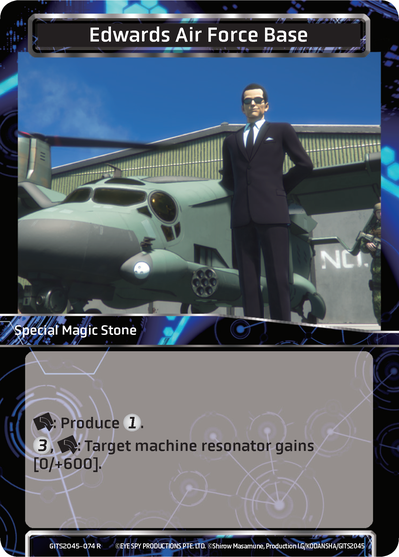 Edwards Air Force Base
NO.
Special Magic Stone
: Produce 1.
3, : Target machine resonator gains
[0/+600].
GITS2045-074 R ©EYE SPY PRODUCTIONS PTE. LTD. ©Shirow Masamune, Production I.G/KODANSHA/GITS2045